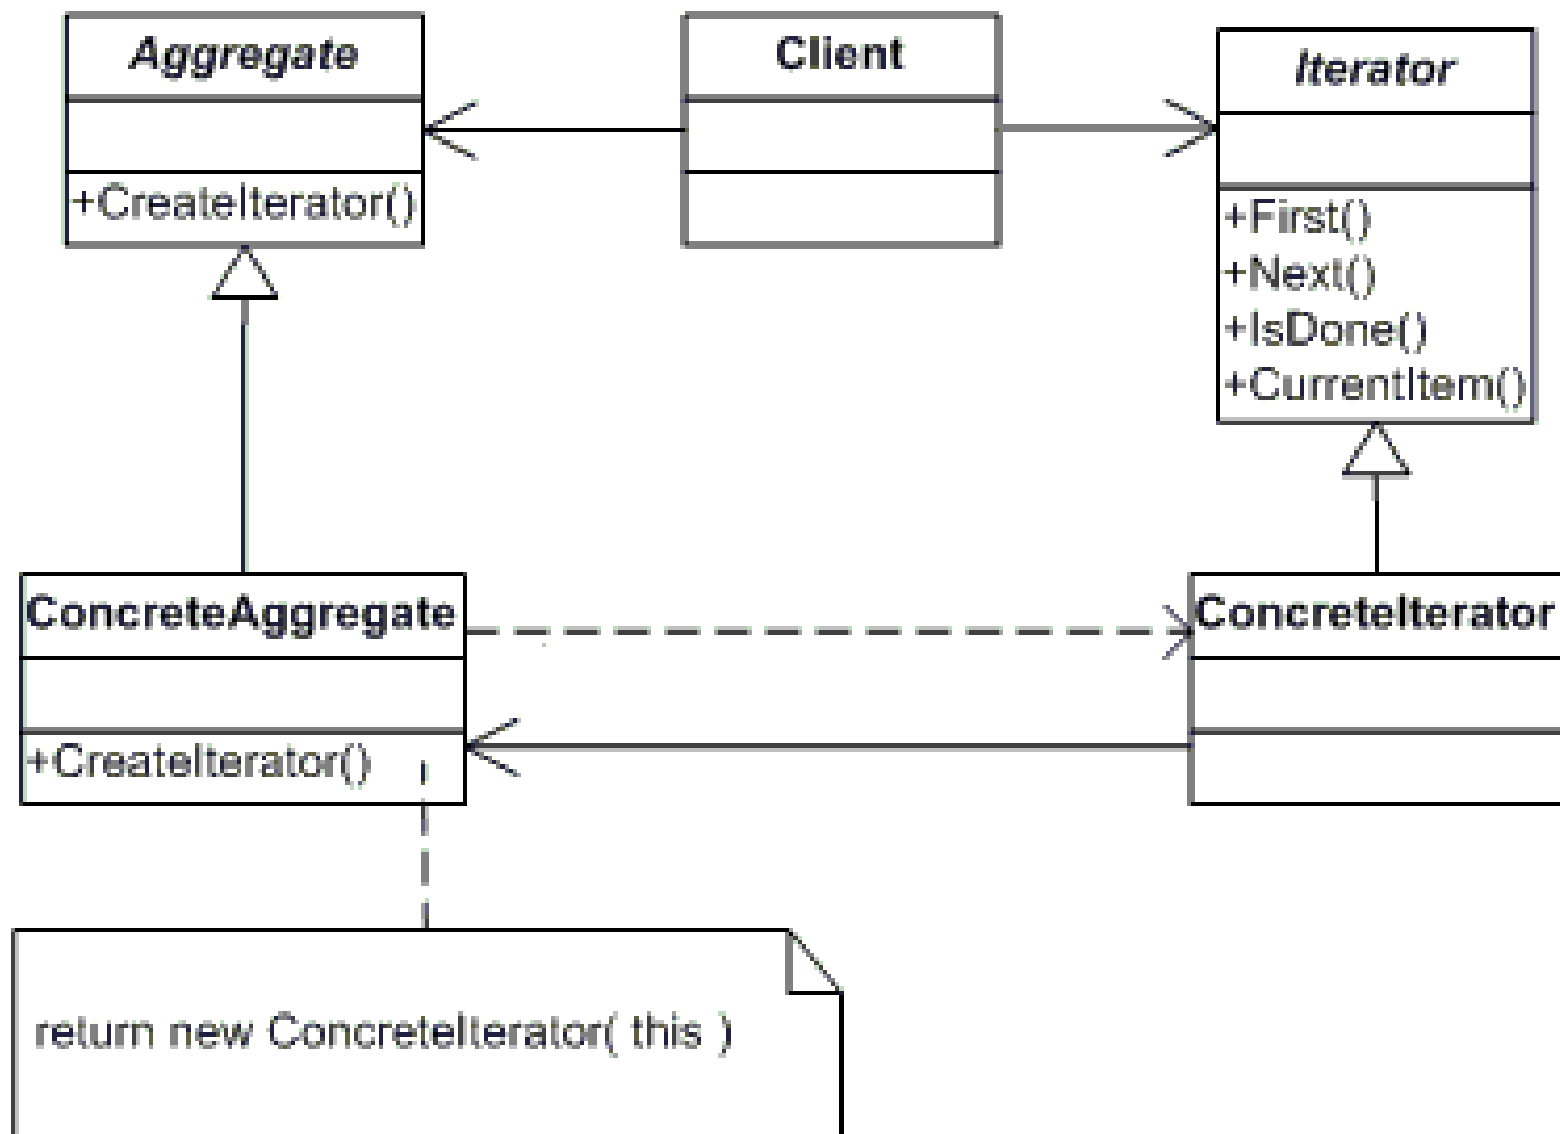 Aggregate
+CreateIterator()
Client
Iterator
+First()
+Next()
+IsDone()
+CurrentItem()
ConcreteAggregate
+CreateIterator()
ConcreteIterator
return new ConcreteIterator( this )